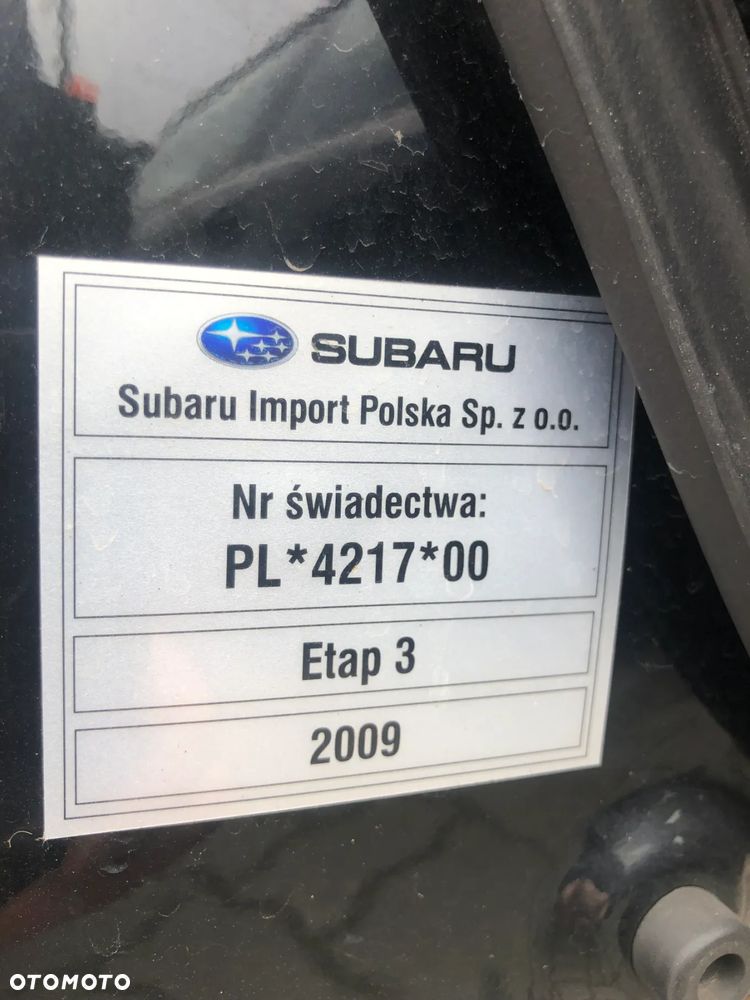 SUBARU
Subaru Import Polska Sp. z o.o.
Nr świadectwa:
PL*4217*00
Etap 3
2009
OTOMOTO